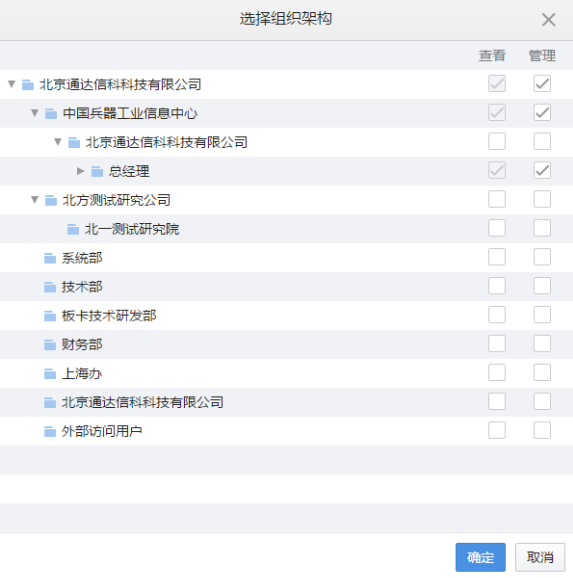 选择组织架构
查看 管理
北京通达信科科技有限公司
中国兵器工业信息中心
北京通达信科科技有限公司
总经理
北方测试研究公司
北一测试研究院
系统部
技术部
板卡技术研发部
财务部
上海办
北京通达信科科技有限公司
外部访问用户
确定 取消